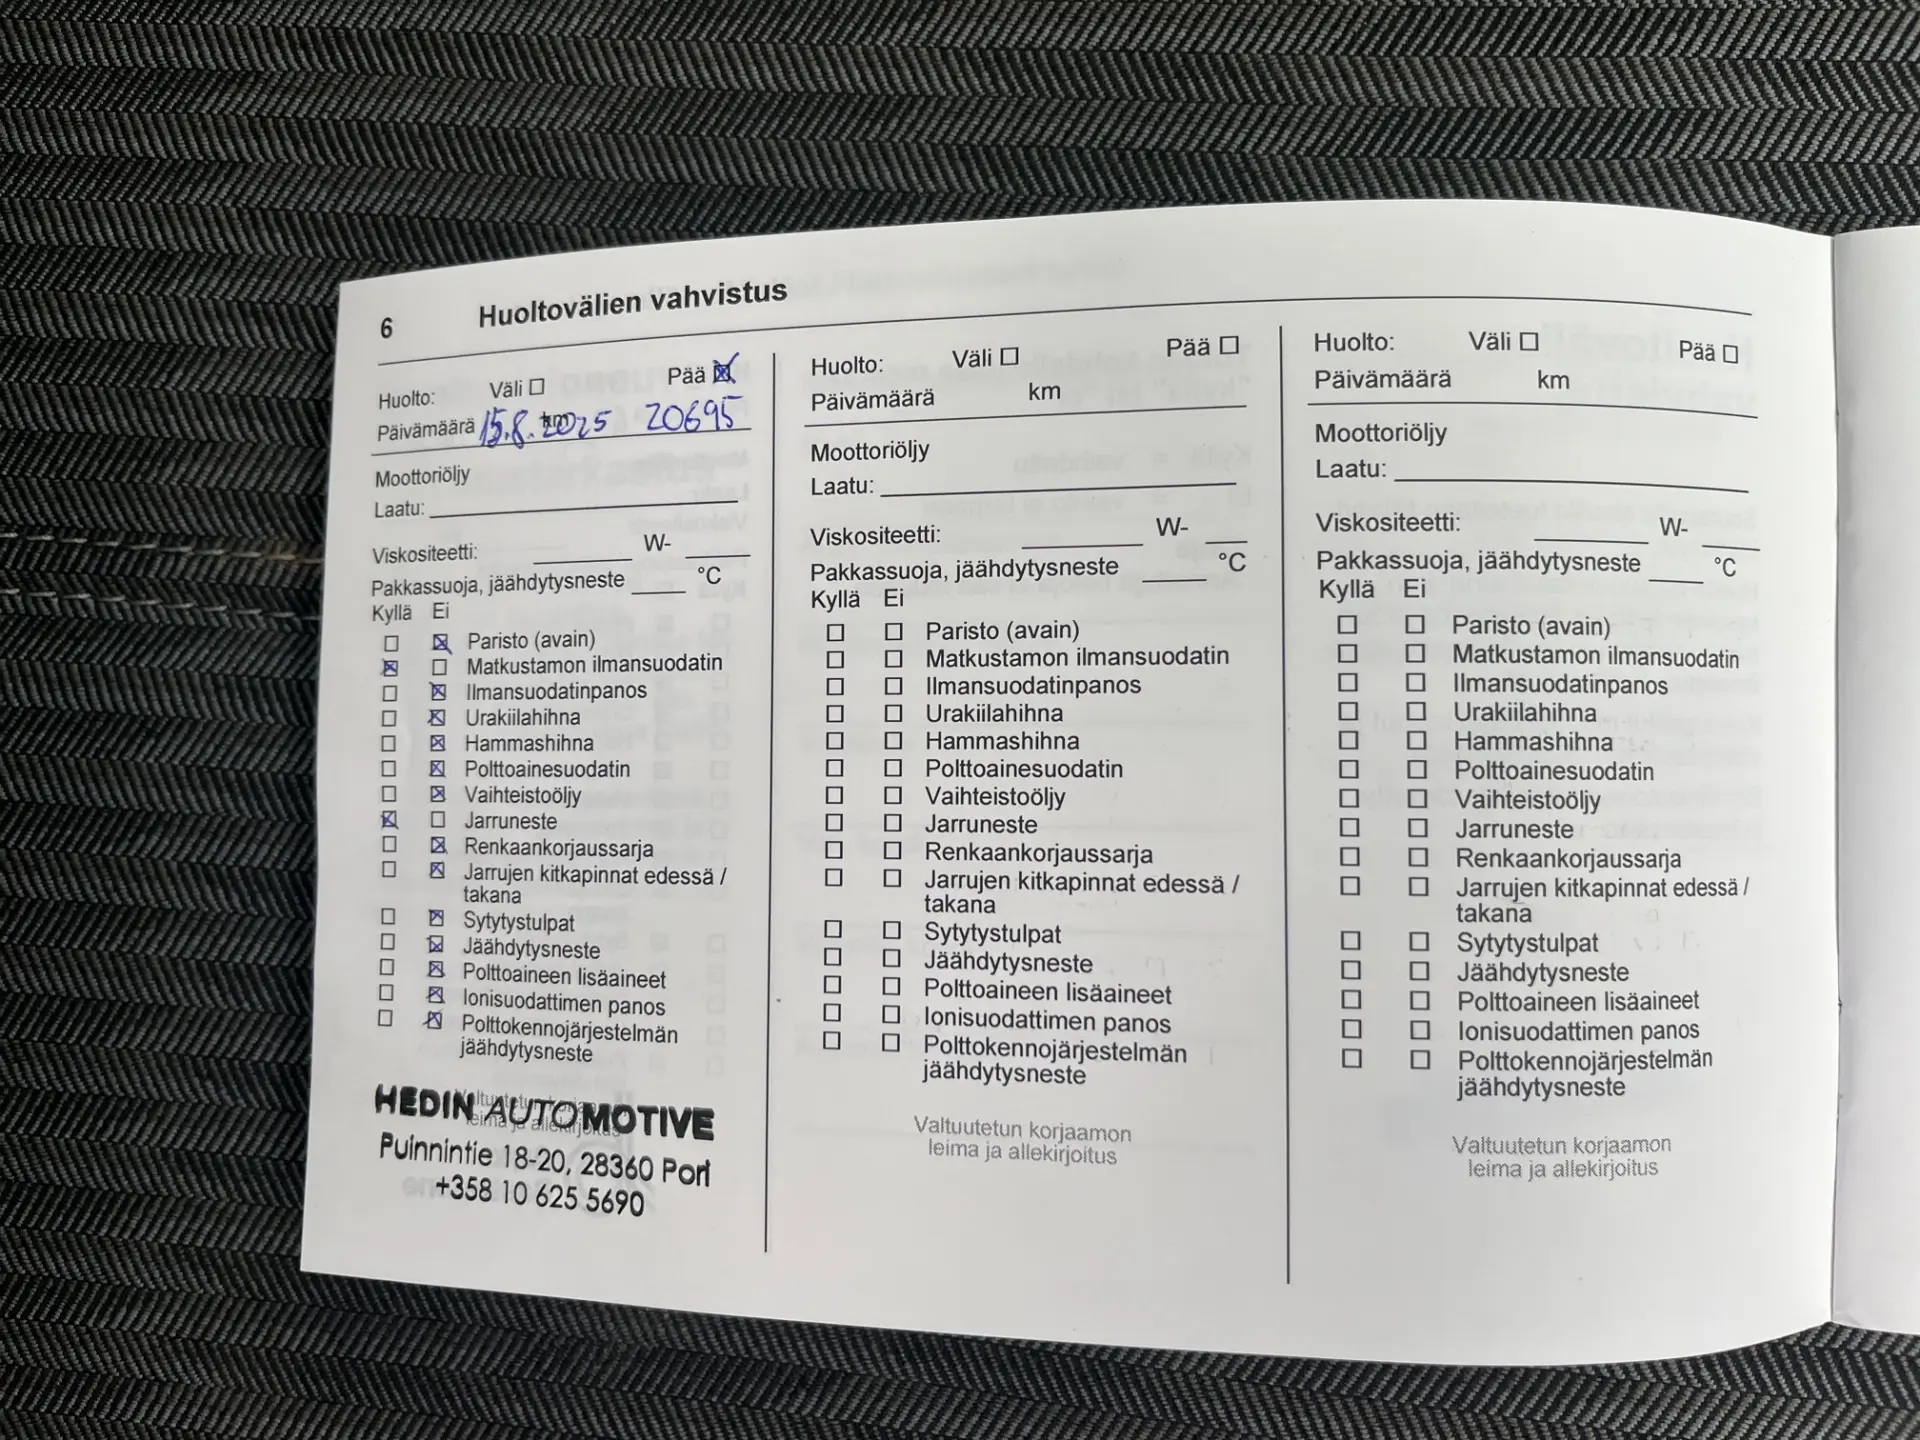 6 Huoltovälien vahvistus
Huolto: Väli ☐ Pää ☒
Päivämäärä 15.8.2025 km 20695
Moottoriöljy
Laatu:
Viskositeetti: W-
Pakkassuoja, jäähdytysneste °C
Kyllä Ei
☐ ☒ Paristo (avain)
☒ ☐ Matkustamon ilmansuodatin
☐ ☒ Ilmansuodatinpanos
☐ ☒ Urakiilahihna
☐ ☒ Hammashihna
☐ ☒ Polttoainesuodatin
☐ ☒ Vaihteistoöljy
☒ ☐ Jarruneste
☐ ☒ Renkaankorjaussarja
☐ ☒ Jarrujen kitkapinnat edessä /
takana
☐ ☒ Sytytystulpat
☐ ☒ Jäähdytysneste
☐ ☒ Polttoaineen lisäaineet
☐ ☒ Ionisuodattimen panos
☐ ☒ Polttokennojärjestelmän
jäähdytysneste
Valtuutetun korjaamon
leima ja allekirjoitus
HEDIN AUTOMOTIVE
Puinnintie 18-20, 28360 Pori
+358 10 625 5690
Huolto: Väli ☐ Pää ☐
Päivämäärä km
Moottoriöljy
Laatu:
Viskositeetti: W-
Pakkassuoja, jäähdytysneste °C
Kyllä Ei
☐ ☐ Paristo (avain)
☐ ☐ Matkustamon ilmansuodatin
☐ ☐ Ilmansuodatinpanos
☐ ☐ Urakiilahihna
☐ ☐ Hammashihna
☐ ☐ Polttoainesuodatin
☐ ☐ Vaihteistoöljy
☐ ☐ Jarruneste
☐ ☐ Renkaankorjaussarja
☐ ☐ Jarrujen kitkapinnat edessä /
takana
☐ ☐ Sytytystulpat
☐ ☐ Jäähdytysneste
☐ ☐ Polttoaineen lisäaineet
☐ ☐ Ionisuodattimen panos
☐ ☐ Polttokennojärjestelmän
jäähdytysneste
Valtuutetun korjaamon
leima ja allekirjoitus
Huolto: Väli ☐ Pää ☐
Päivämäärä km
Moottoriöljy
Laatu:
Viskositeetti: W-
Pakkassuoja, jäähdytysneste °C
Kyllä Ei
☐ ☐ Paristo (avain)
☐ ☐ Matkustamon ilmansuodatin
☐ ☐ Ilmansuodatinpanos
☐ ☐ Urakiilahihna
☐ ☐ Hammashihna
☐ ☐ Polttoainesuodatin
☐ ☐ Vaihteistoöljy
☐ ☐ Jarruneste
☐ ☐ Renkaankorjaussarja
☐ ☐ Jarrujen kitkapinnat edessä /
takana
☐ ☐ Sytytystulpat
☐ ☐ Jäähdytysneste
☐ ☐ Polttoaineen lisäaineet
☐ ☐ Ionisuodattimen panos
☐ ☐ Polttokennojärjestelmän
jäähdytysneste
Valtuutetun korjaamon
leima ja allekirjoitus